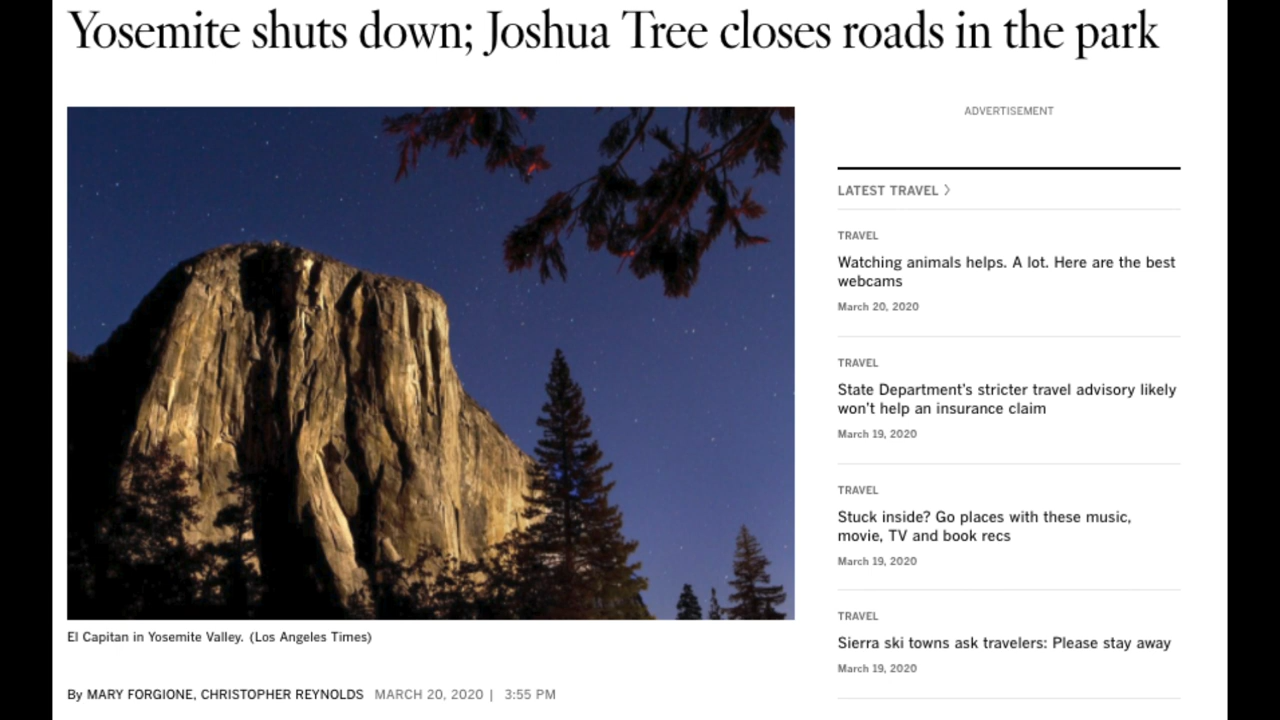 Yosemite shuts down; Joshua Tree closes roads in the park
El Capitan in Yosemite Valley. (Los Angeles Times)
By MARY FORGIONE, CHRISTOPHER REYNOLDS MARCH 20, 2020 | 3:55 PM
ADVERTISEMENT
LATEST TRAVEL >
TRAVEL
Watching animals helps. A lot. Here are the best
webcams
March 20, 2020
TRAVEL
State Department's stricter travel advisory likely
won't help an insurance claim
March 19, 2020
TRAVEL
Stuck inside? Go places with these music,
movie, TV and book recs
March 19, 2020
TRAVEL
Sierra ski towns ask travelers: Please stay away
March 19, 2020